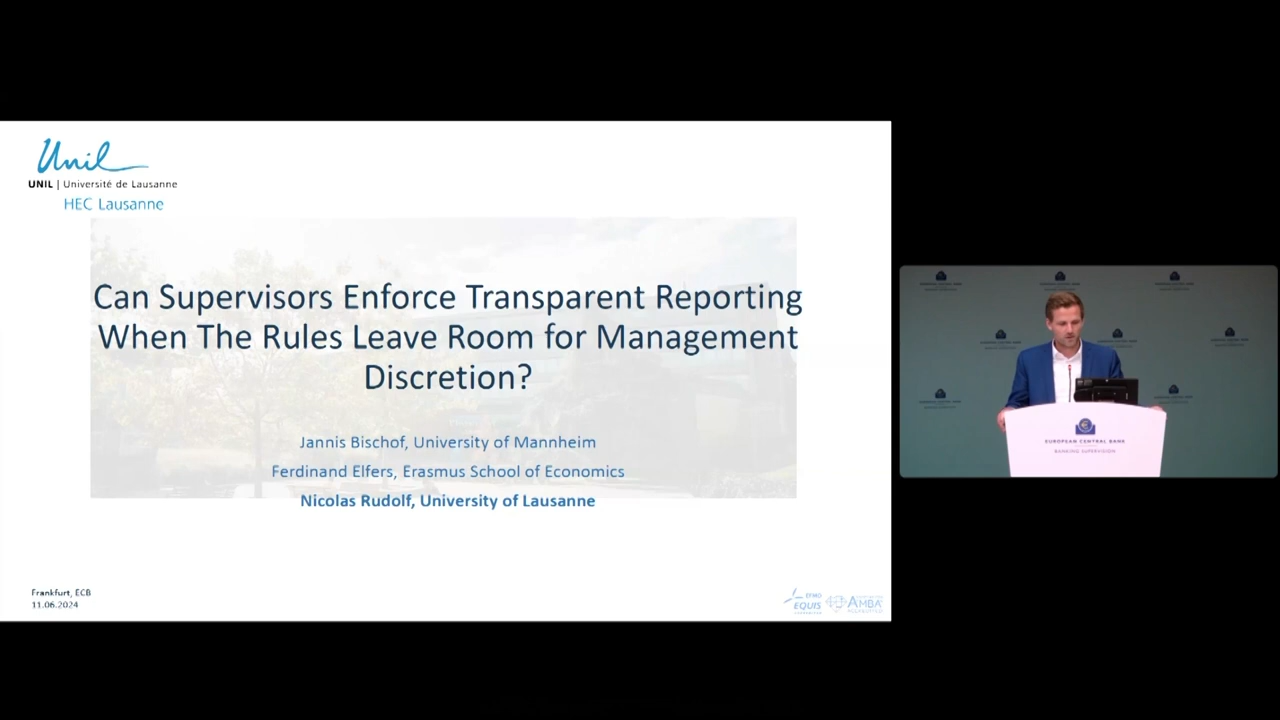 Unil
UNIL | Université de Lausanne
HEC Lausanne
Can Supervisors Enforce Transparent Reporting
When The Rules Leave Room for Management
Discretion?
Jannis Bischof, University of Mannheim
Ferdinand Elfers, Erasmus School of Economics
Nicolas Rudolf, University of Lausanne
Frankfurt, ECB
11.06.2024
EFMD
EQUIS
AMBA
EUROPEAN CENTRAL BANK
BANKING SUPERVISION